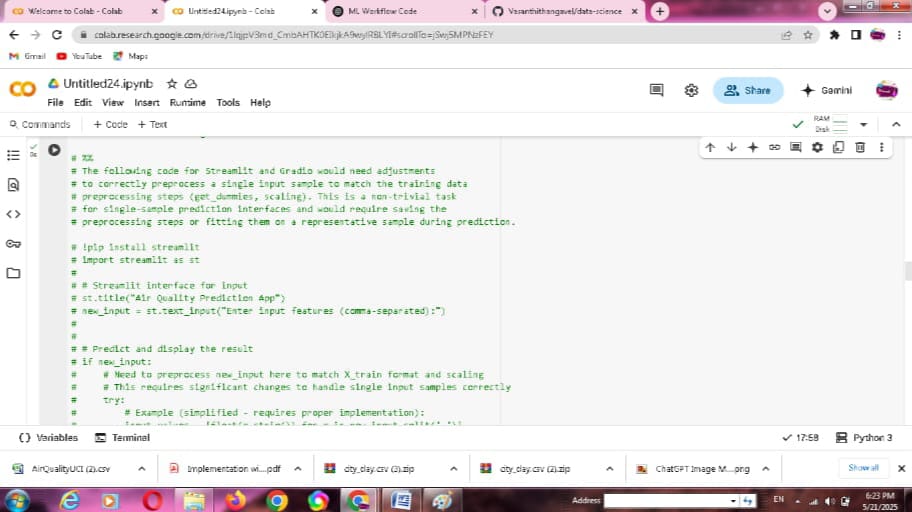 Welcome to Colab - Colab
Untitled24.ipynb - Colab
ML Workflow Code
Vasanthithangavel/data-science
colab.research.google.com/drive/
Gmail YouTube Maps
Untitled24.ipynb
File Edit View Insert Runtime Tools Help
Share
Gemini
Commands + Code + Text
RAM
Disk
0s
# %%
# The following code for Streamlit and Gradio would need adjustments
# to correctly preprocess a single input sample to match the training data
# preprocessing steps (get_dummies, scaling). This is a non-trivial task
# for single-sample prediction interfaces and would require saving the
# preprocessing steps or fitting them on a representative sample during prediction.
# !pip install streamlit
# import streamlit as st
#
# # Streamlit interface for input
# st.title("Air Quality Prediction App")
# new_input = st.text_input("Enter input features (comma-separated):")
#
#
# # Predict and display the result
# if new_input:
#     # Need to preprocess new_input here to match X_train format and scaling
#     # This requires significant changes to handle single input samples correctly
#     try:
#         # Example (simplified - requires proper implementation):
Variables Terminal
17:58 Python 3
AirQualityUCI (2).csv
Implementation wi....pdf
city_day.csv (3).zip
city_day.csv (2).zip
ChatGPT Image M....png
Show all
Address
EN
6:23 PM
5/21/2025